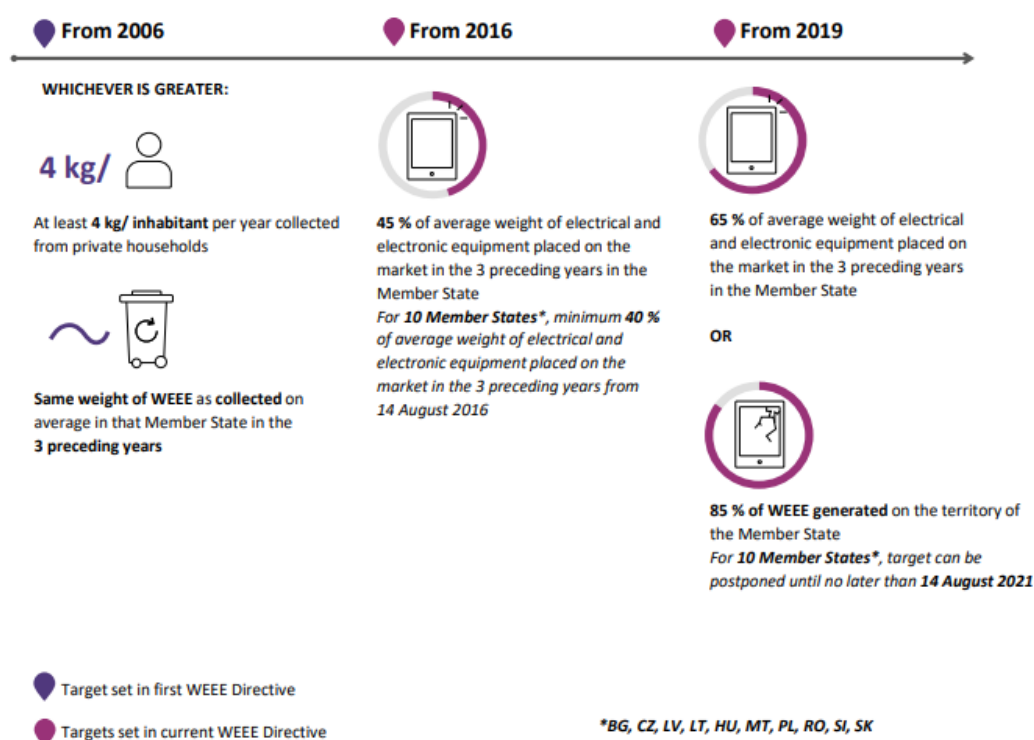 From 2006
WHICHEVER IS GREATER:
4 kg/
At least 4 kg/ inhabitant per year collected
from private households
Same weight of WEEE as collected on
average in that Member State in the
3 preceding years
From 2016
45 % of average weight of electrical and
electronic equipment placed on the
market in the 3 preceding years in the
Member State
For 10 Member States*, minimum 40 %
of average weight of electrical and
electronic equipment placed on the
market in the 3 preceding years from
14 August 2016
From 2019
65 % of average weight of electrical
and electronic equipment placed on
the market in the 3 preceding years
in the Member State
OR
85 % of WEEE generated on the territory of
the Member State
For 10 Member States*, target can be
postponed until no later than 14 August 2021
Target set in first WEEE Directive
Targets set in current WEEE Directive
*BG, CZ, LV, LT, HU, MT, PL, RO, SI, SK